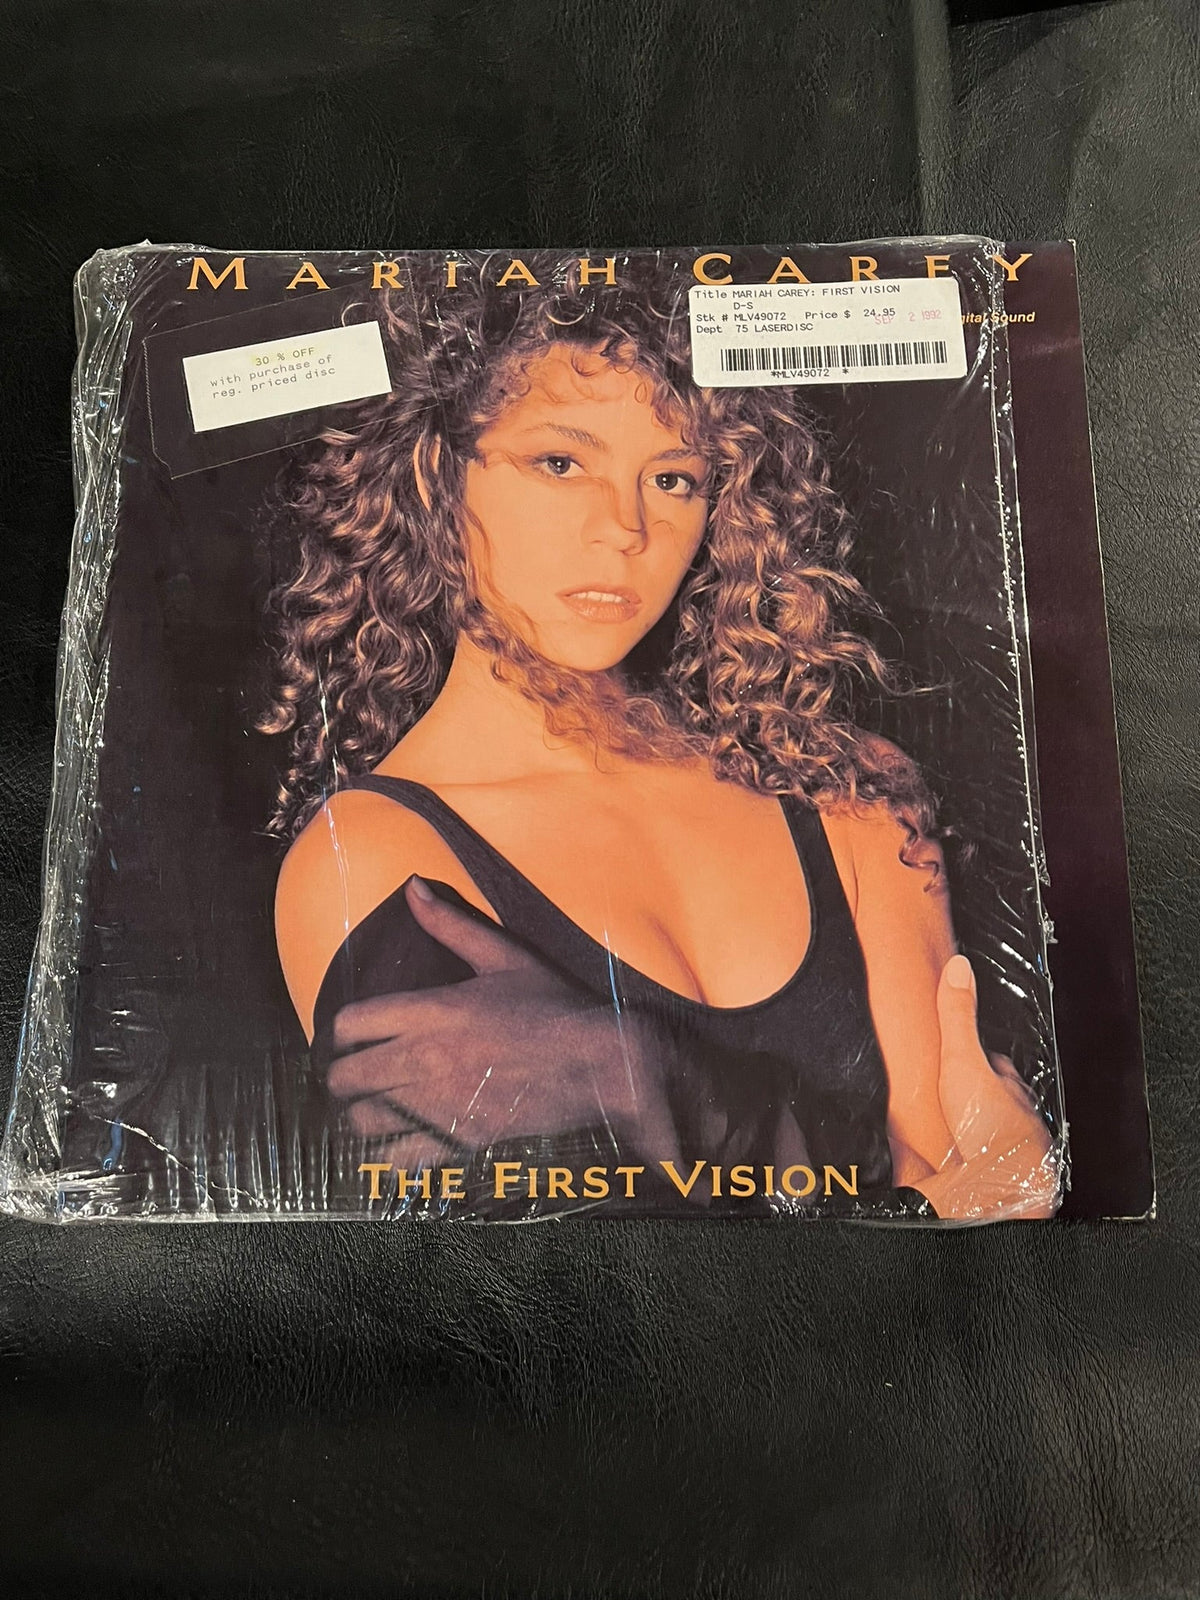 MARIAH CAREY
Title MARIAH CAREY: FIRST VISION
D-S
Stk # MLV49072 Price $ 24.95
SEP 2 1992
Dept 75 LASERDISC
*MLV49072 *
Sound
30 % OFF
with purchase of
reg. priced disc
THE FIRST VISION